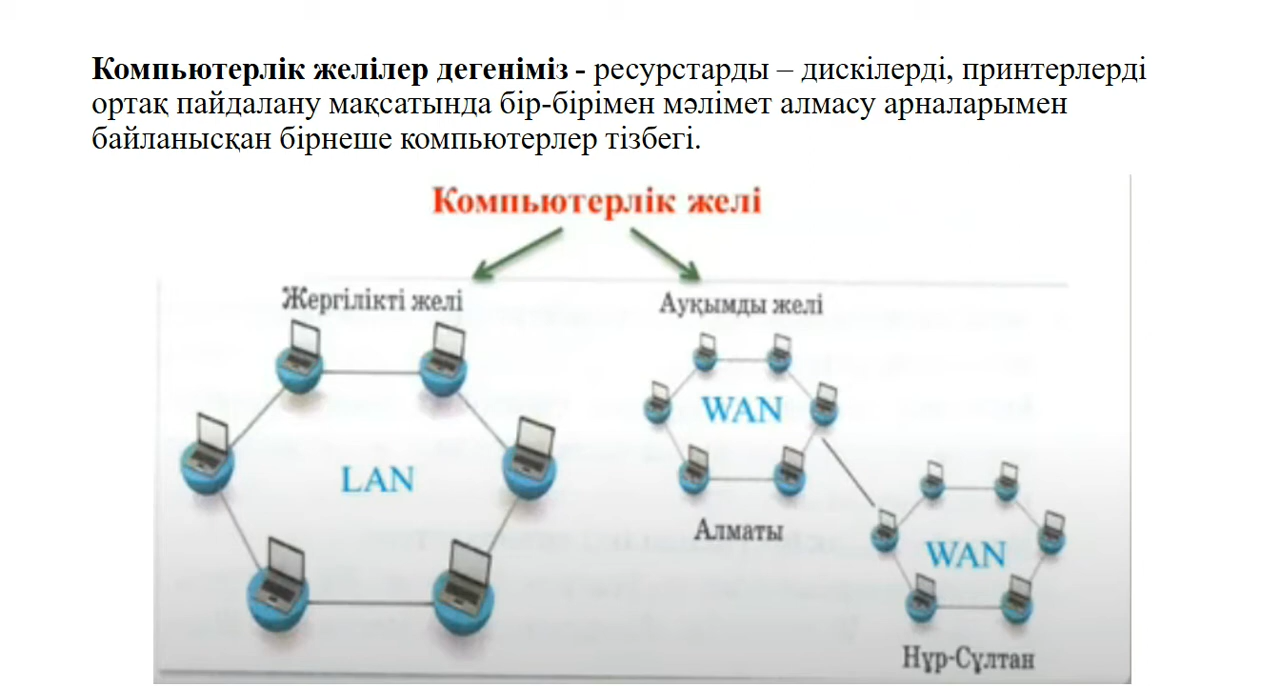 Компьютерлік желілер дегеніміз - ресурстарды – дискілерді, принтерлерді
ортақ пайдалану мақсатында бір-бірімен мәлімет алмасу арналарымен
байланысқан бірнеше компьютерлер тізбегі.
Компьютерлік желі
Жергілікті желі
Ауқымды желі
LAN
WAN
Алматы
WAN
Нұр-Сұлтан